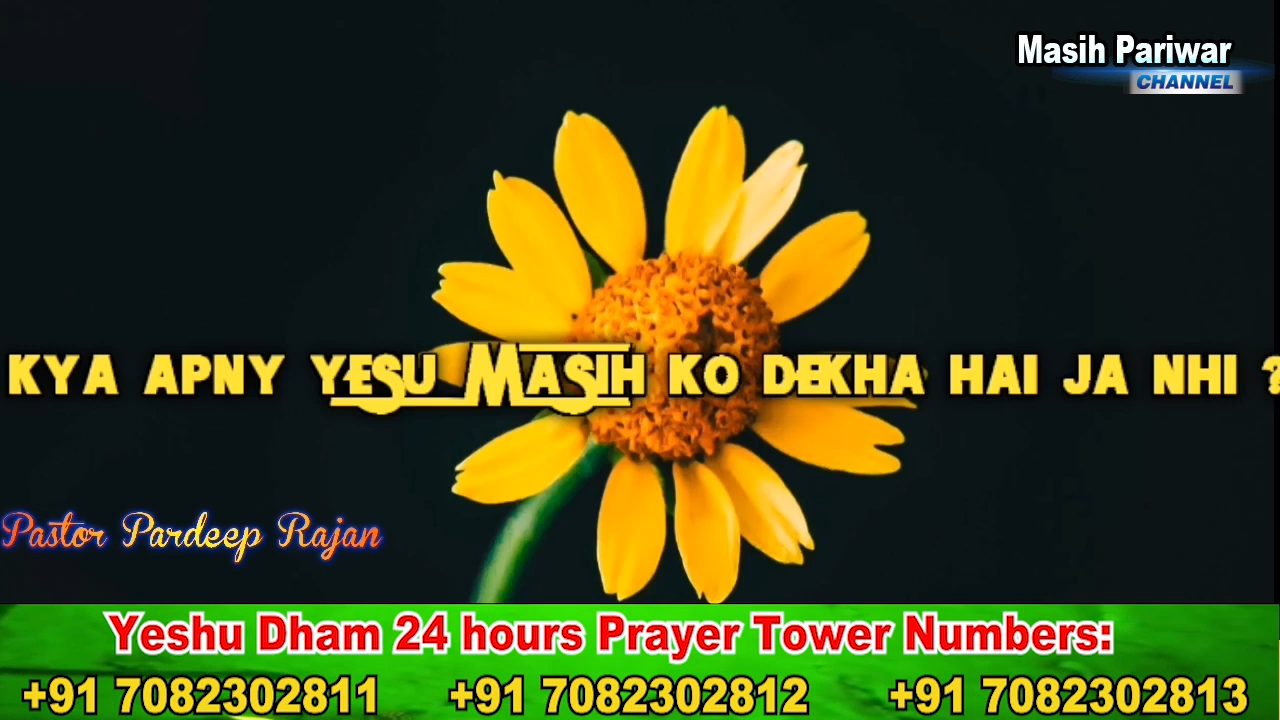 Masih Pariwar
CHANNEL
KYA APNY YESU MASIH KO DEKHA HAI JA NHI ?
Pastor Pardeep Rajan
Yeshu Dham 24 hours Prayer Tower Numbers:
+91 7082302811 +91 7082302812 +91 7082302813